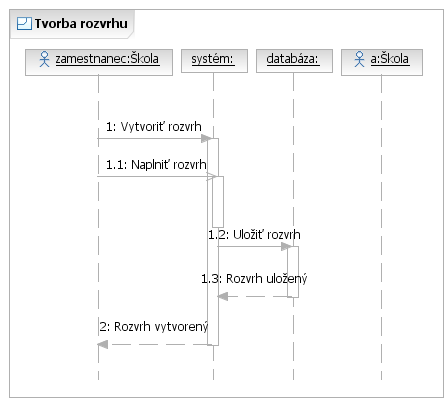 Tvorba rozvrhu
zamestnanec:Škola
systém:
databáza:
a:Škola
1: Vytvoriť rozvrh
1.1: Naplniť rozvrh
1.2: Uložiť rozvrh
1.3: Rozvrh uložený
2: Rozvrh vytvorený